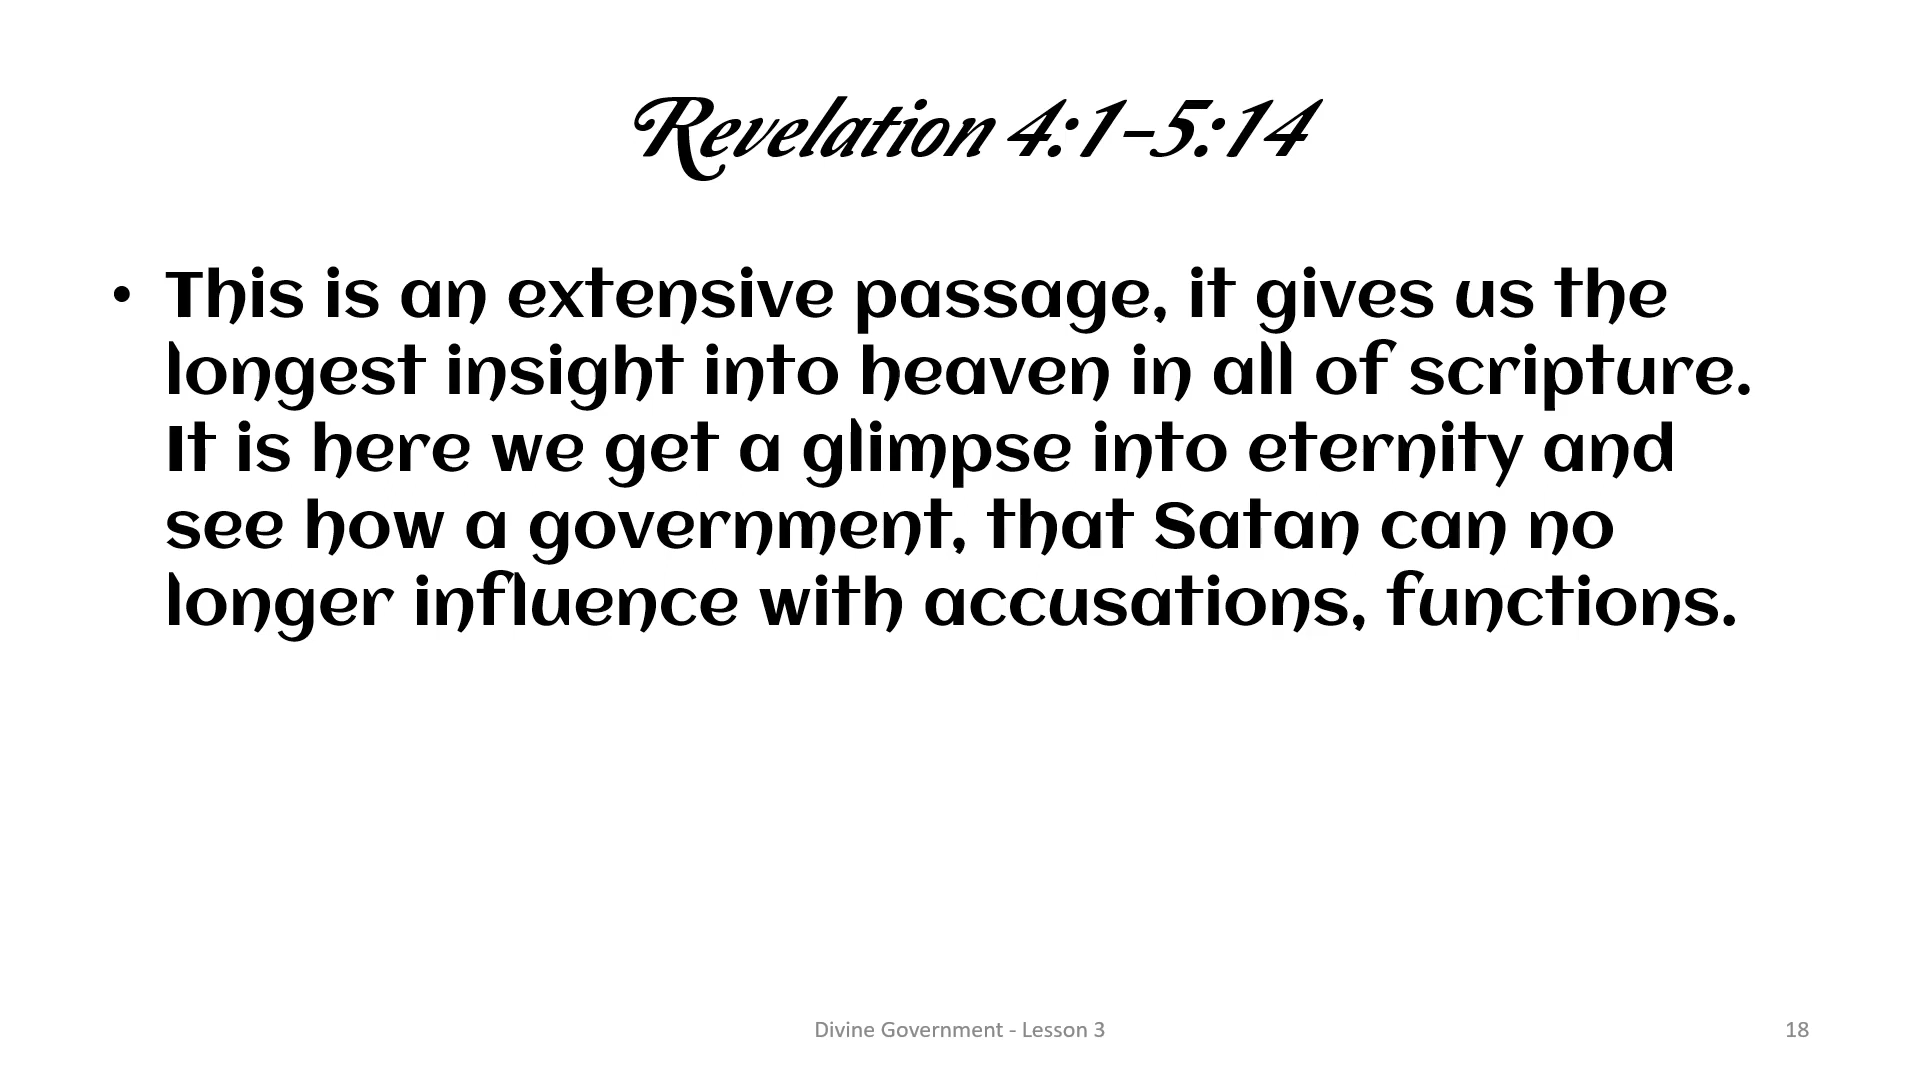 Revelation 4:1-5:14
• This is an extensive passage, it gives us the
longest insight into heaven in all of scripture.
It is here we get a glimpse into eternity and
see how a government, that Satan can no
longer influence with accusations, functions.
Divine Government - Lesson 3
18